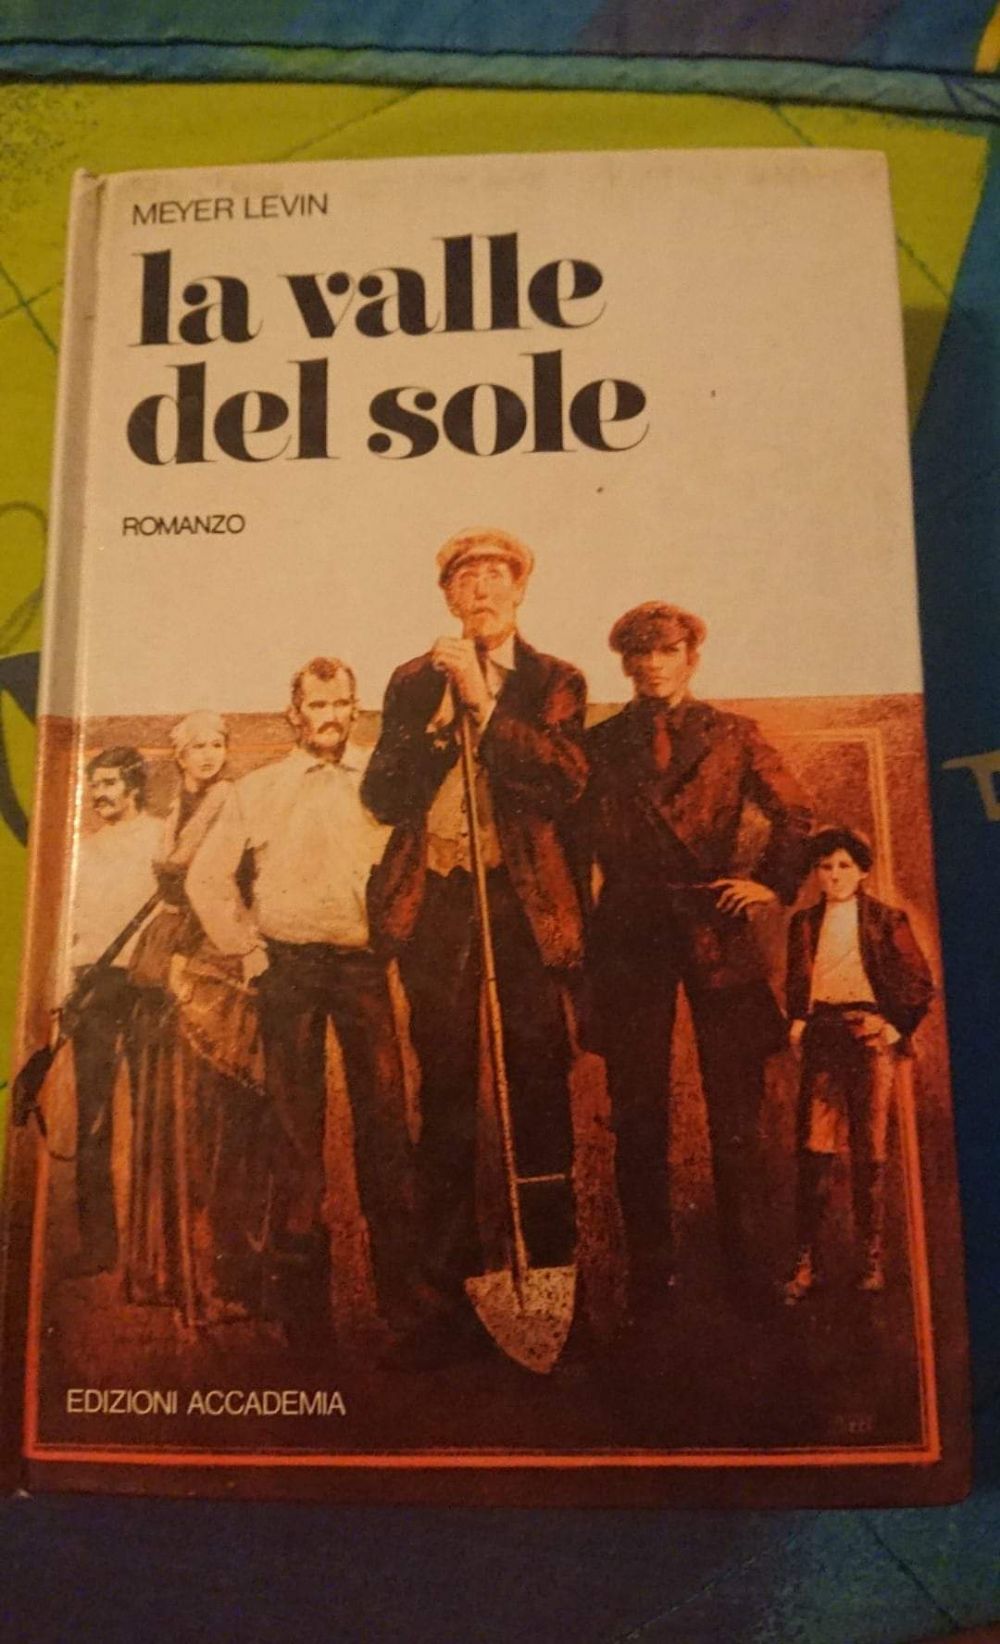 MEYER LEVIN
la valle
del sole
ROMANZO
EDIZIONI ACCADEMIA